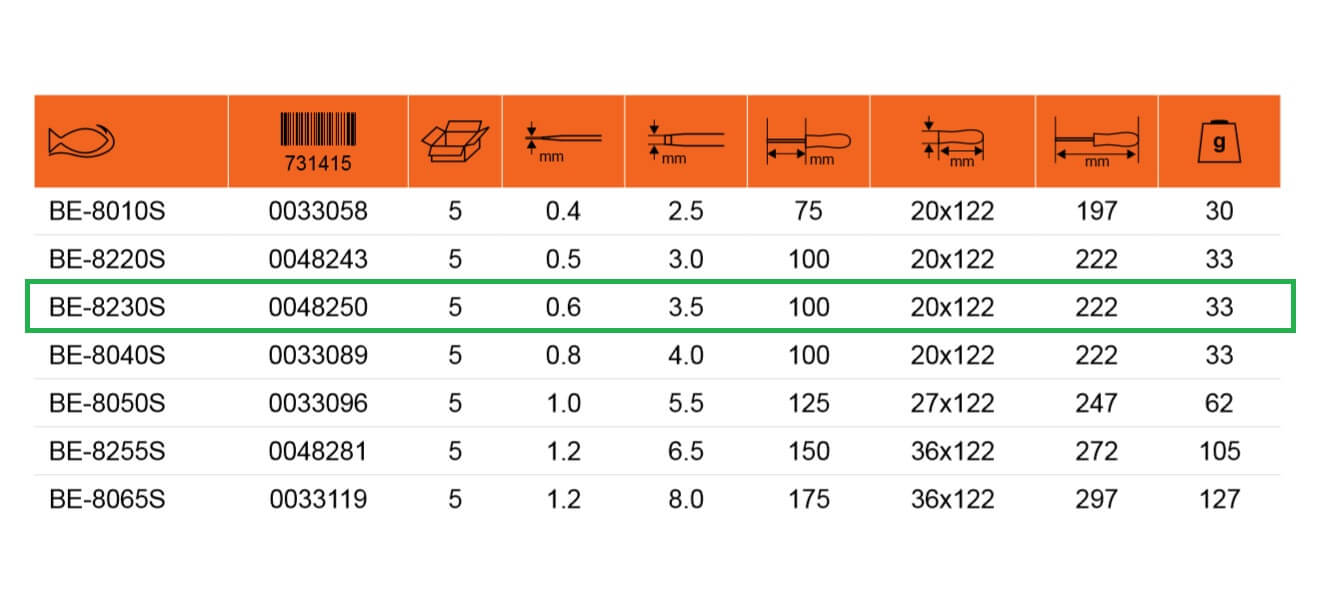 731415 mm mm mm mm mm g
BE-8010S 0033058 5 0.4 2.5 75 20x122 197 30
BE-8220S 0048243 5 0.5 3.0 100 20x122 222 33
BE-8230S 0048250 5 0.6 3.5 100 20x122 222 33
BE-8040S 0033089 5 0.8 4.0 100 20x122 222 33
BE-8050S 0033096 5 1.0 5.5 125 27x122 247 62
BE-8255S 0048281 5 1.2 6.5 150 36x122 272 105
BE-8065S 0033119 5 1.2 8.0 175 36x122 297 127